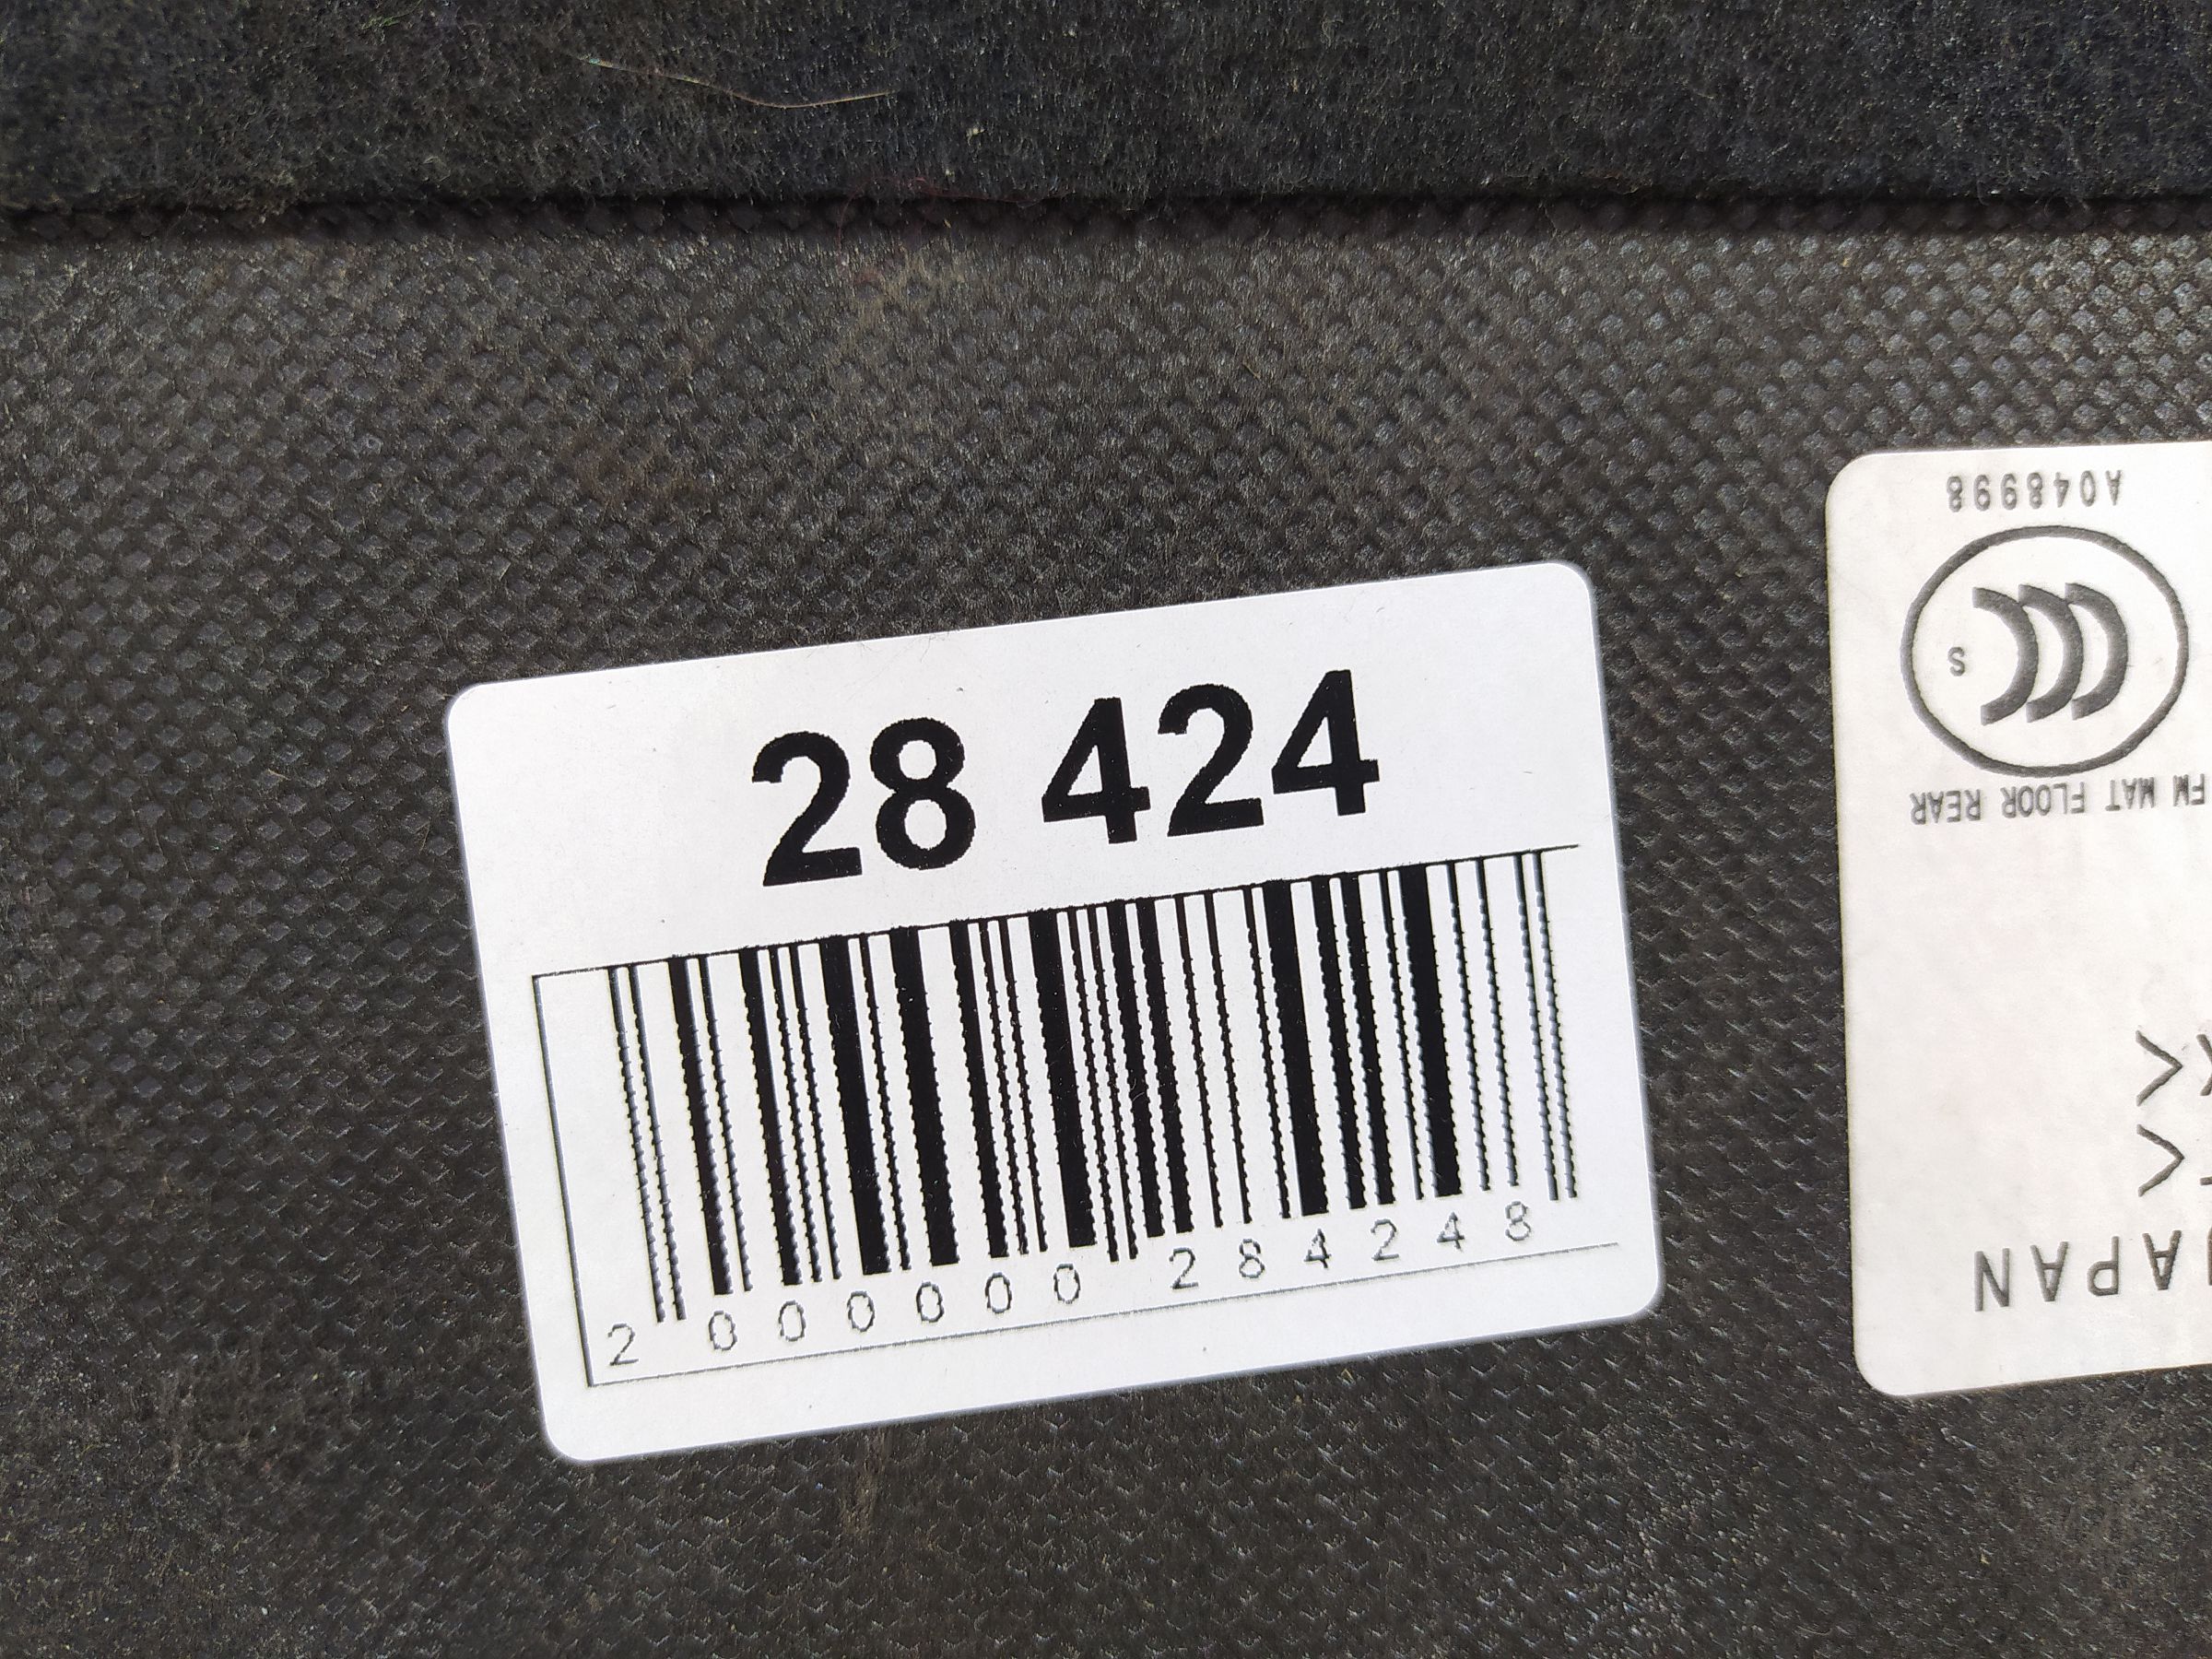 28 424
2 000000 284248
A048998
S
FM MAT FLOOR REAR
JAPAN